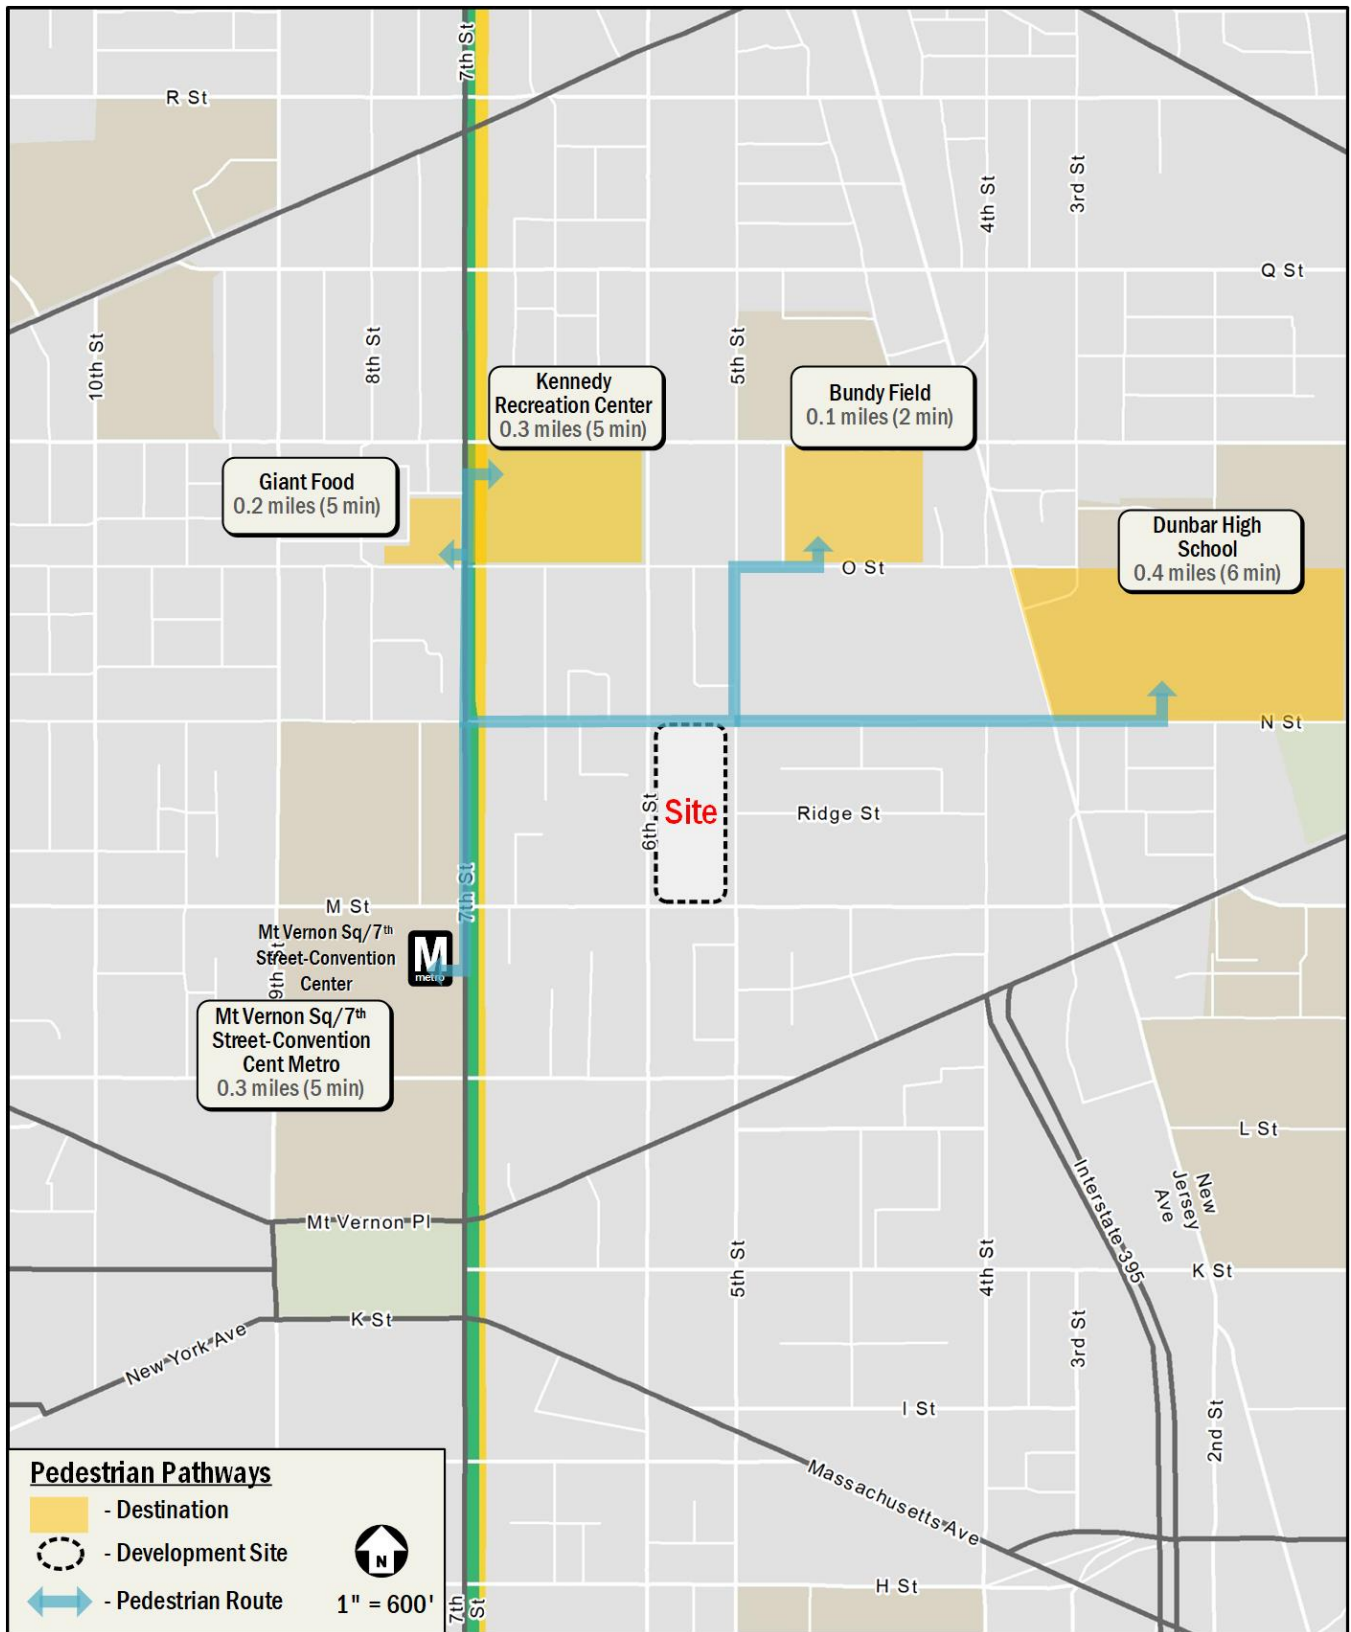 7th St
R St
4th St
3rd St
Q St
10th St
8th St
5th St
Kennedy
Recreation Center
0.3 miles (5 min)
Bundy Field
0.1 miles (2 min)
Giant Food
0.2 miles (5 min)
Dunbar High
School
0.4 miles (6 min)
O St
N St
6th St
Site
Ridge St
7th St
M St
Mt Vernon Sq/7th
Street-Convention
Center
9th St
M
metro
Mt Vernon Sq/7th
Street-Convention
Cent Metro
0.3 miles (5 min)
L St
New
Jersey
Ave
Interstate 395
Mt Vernon Pl
5th St
4th St
K St
K St
New York Ave
3rd St
I St
2nd St
Massachusetts Ave
H St
7th
St
Pedestrian Pathways
- Destination
- Development Site
- Pedestrian Route
N
1" = 600'